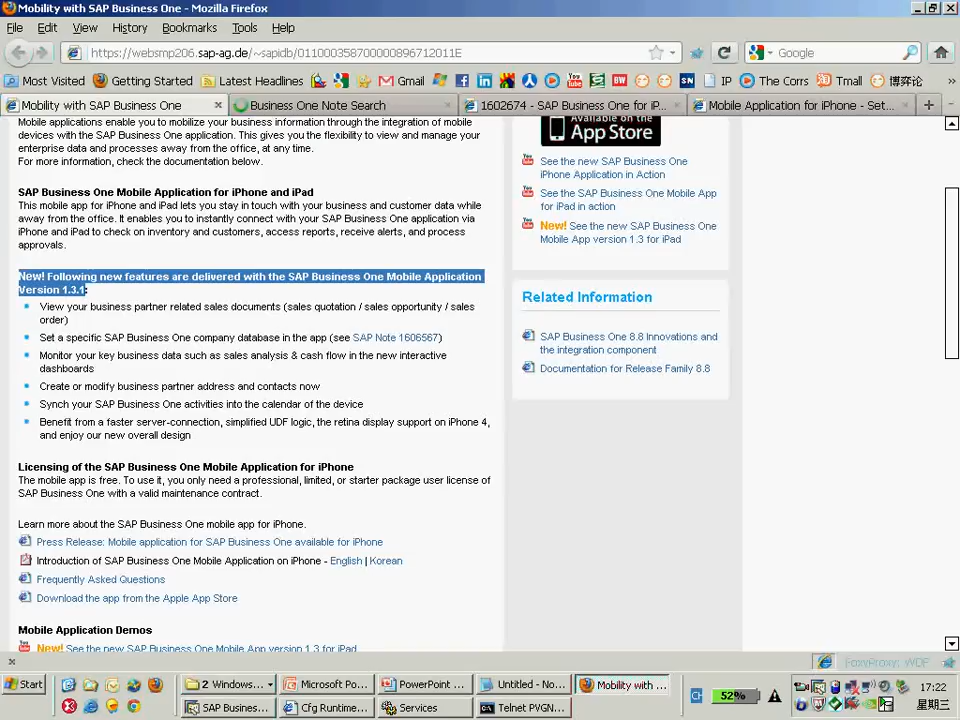 Mobility with SAP Business One - Mozilla Firefox
File Edit View History Bookmarks Tools Help
https://websmp206.sap-ag.de/~sapidb/011000358700000896712011E
Google
Most Visited Getting Started Latest Headlines Gmail IP The Corrs Tmall 博弈论 »
Mobility with SAP Business One
Business One Note Search
1602674 - SAP Business One for iP...
Mobile Application for iPhone - Set...
Mobile applications enable you to mobilize your business information through the integration of mobile
devices with the SAP Business One application. This gives you the flexibility to view and manage your
enterprise data and processes away from the office, at any time.
For more information, check the documentation below.
SAP Business One Mobile Application for iPhone and iPad
This mobile app for iPhone and iPad lets you stay in touch with your business and customer data while
away from the office. It enables you to instantly connect with your SAP Business One application via
iPhone and iPad to check on inventory and customers, access reports, receive alerts, and process
approvals.
New! Following new features are delivered with the SAP Business One Mobile Application
Version 1.3.1:
View your business partner related sales documents (sales quotation / sales opportunity / sales
order)
Set a specific SAP Business One company database in the app (see SAP Note 1606567)
Monitor your key business data such as sales analysis & cash flow in the new interactive
dashboards
Create or modify business partner address and contacts now
Synch your SAP Business One activities into the calendar of the device
Benefit from a faster server-connection, simplified UDF logic, the retina display support on iPhone 4,
and enjoy our new overall design
Licensing of the SAP Business One Mobile Application for iPhone
The mobile app is free. To use it, you only need a professional, limited, or starter package user license of
SAP Business One with a valid maintenance contract.
Learn more about the SAP Business One mobile app for iPhone.
Press Release: Mobile application for SAP Business One available for iPhone
Introduction of SAP Business One Mobile Application on iPhone - English | Korean
Frequently Asked Questions
Download the app from the Apple App Store
Mobile Application Demos
New! See the new SAP Business One Mobile App version 1.3 for iPad
Available on the
App Store
See the new SAP Business One
iPhone Application in Action
See the SAP Business One Mobile App
for iPad in action
New! See the new SAP Business One
Mobile App version 1.3 for iPad
Related Information
SAP Business One 8.8 Innovations and
the integration component
Documentation for Release Family 8.8
FoxyProxy: WDF
Start
2 Windows...
Microsoft Po...
PowerPoint ...
Untitled - No...
Mobility with ...
52%
17:22
SAP Busines...
Cfg Runtime...
Services
Telnet PVGN...
星期三